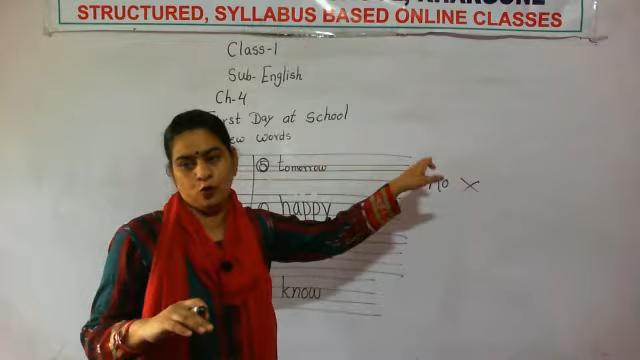 STRUCTURED, SYLLABUS BASED ONLINE CLASSES
Class-1
Sub- English
Ch-4
First Day at School
New words
⑤ tomorrow
happy
know
no ×